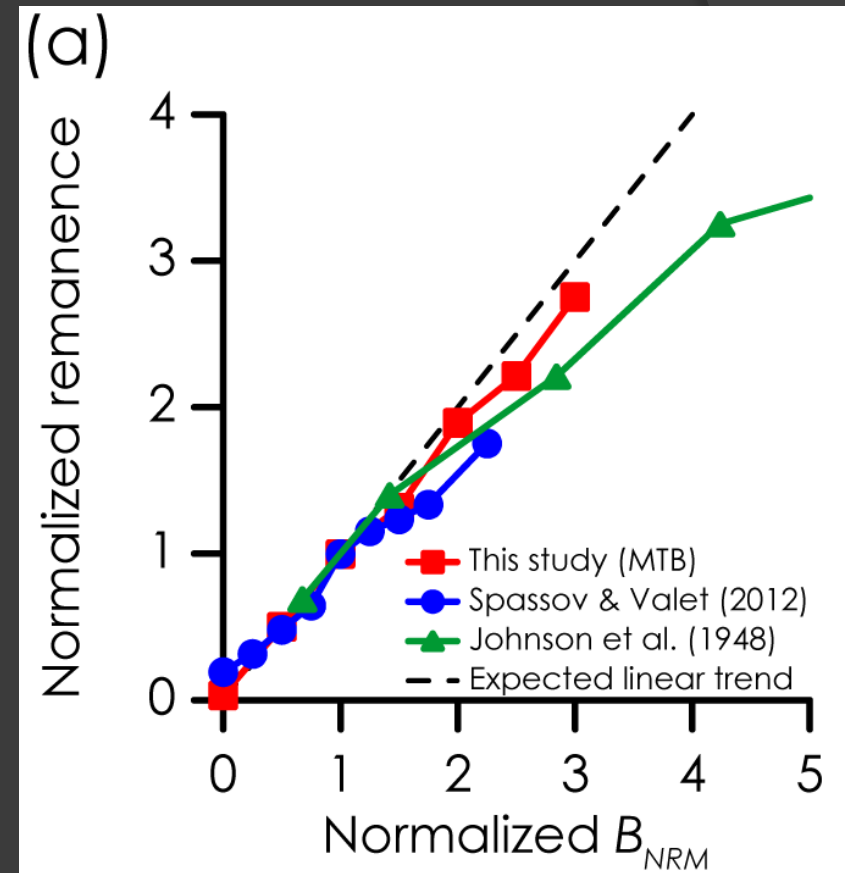 (a)
Normalized remanence
4
3
2
1
0
This study (MTB)
Spassov & Valet (2012)
Johnson et al. (1948)
Expected linear trend
0 1 2 3 4 5
Normalized B_NRM